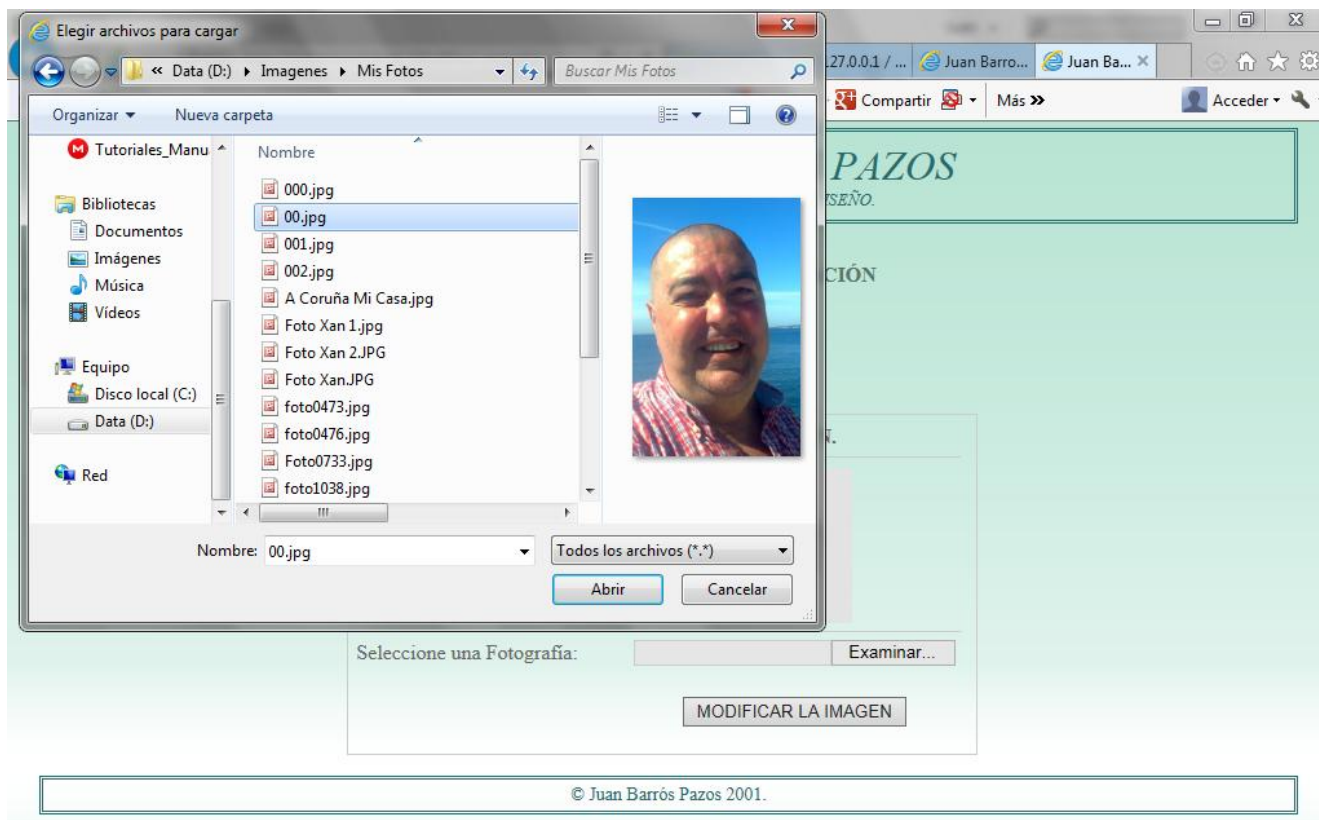 Elegir archivos para cargar
« Data (D:) Imagenes Mis Fotos
Buscar Mis Fotos
Organizar Nueva carpeta
Tutoriales_Manu
Bibliotecas
Documentos
Imágenes
Música
Vídeos
Equipo
Disco local (C:)
Data (D:)
Red
Nombre
000.jpg
00.jpg
001.jpg
002.jpg
A Coruña Mi Casa.jpg
Foto Xan 1.jpg
Foto Xan 2.JPG
Foto Xan.JPG
foto0473.jpg
foto0476.jpg
Foto0733.jpg
foto1038.jpg
Nombre: 00.jpg Todos los archivos (*.*)
Abrir Cancelar
127.0.0.1 / ... Juan Barro... Juan Ba...
Compartir Más » Acceder
PAZOS
ISEÑO.
CIÓN
N.
Seleccione una Fotografía: Examinar...
MODIFICAR LA IMAGEN
© Juan Barrós Pazos 2001.